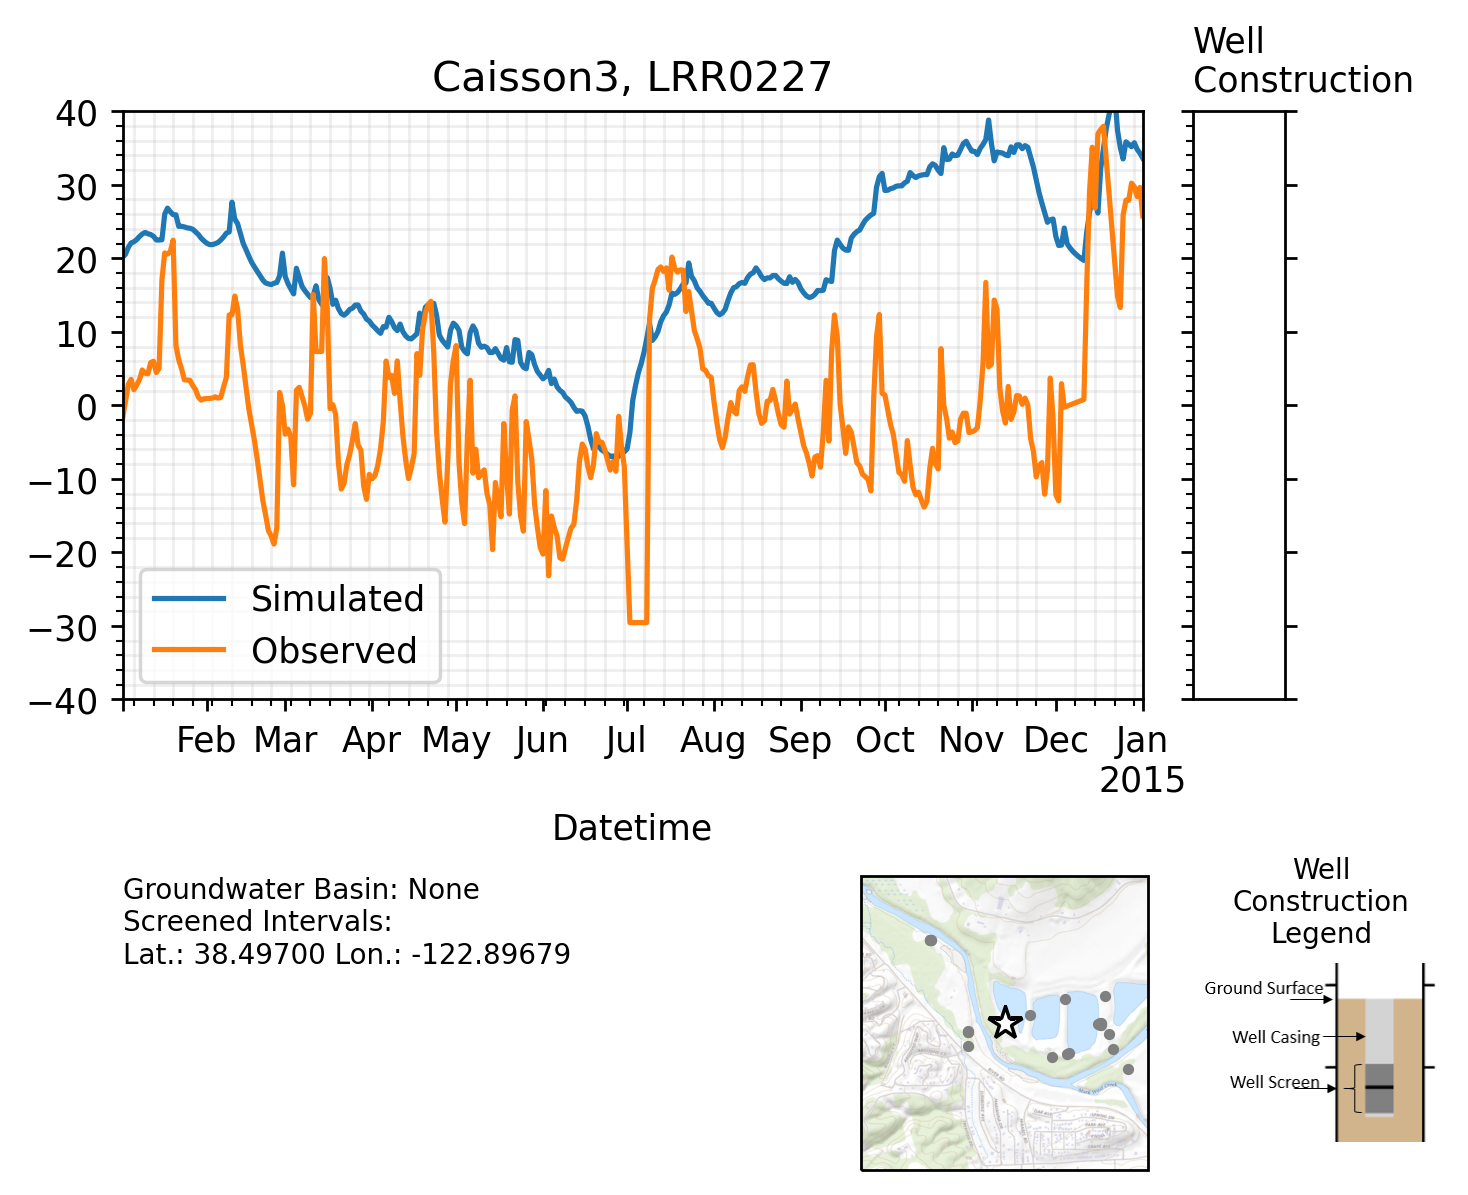 Well
Construction
Caisson3, LRR0227
40
30
20
10
0
−10
−20
−30
−40
Simulated
Observed
Feb Mar Apr May Jun Jul Aug Sep Oct Nov Dec Jan
2015
Datetime
Groundwater Basin: None
Screened Intervals:
Lat.: 38.49700 Lon.: -122.89679
Well
Construction
Legend
Ground Surface
Well Casing
Well Screen